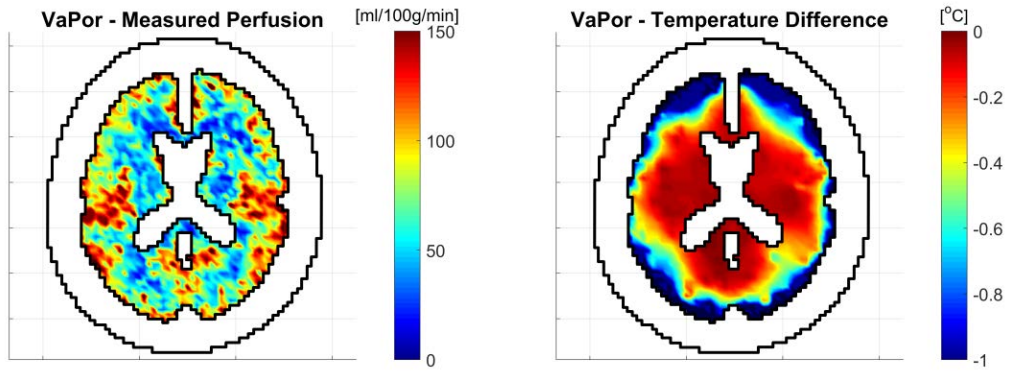 VaPor - Measured Perfusion
[ml/100g/min]
150
100
50
0
VaPor - Temperature Difference
[°C]
0
-0.2
-0.4
-0.6
-0.8
-1